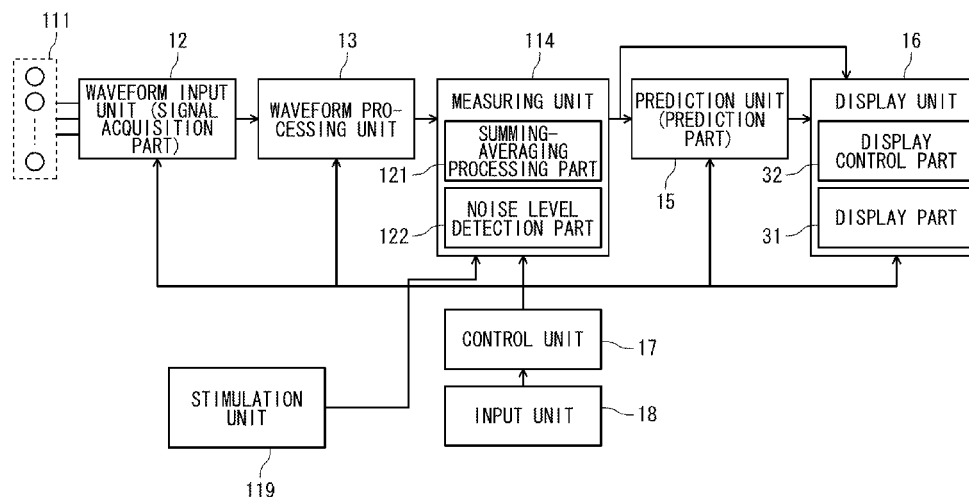 111
12
13
114
16
WAVEFORM INPUT
UNIT (SIGNAL
ACQUISITION
PART)
WAVEFORM PRO-
CESSING UNIT
MEASURING UNIT
SUMMING-
AVERAGING
PROCESSING PART
121
NOISE LEVEL
DETECTION PART
122
PREDICTION UNIT
(PREDICTION
PART)
15
DISPLAY UNIT
DISPLAY
CONTROL PART
32
DISPLAY PART
31
CONTROL UNIT
17
STIMULATION
UNIT
119
INPUT UNIT
18